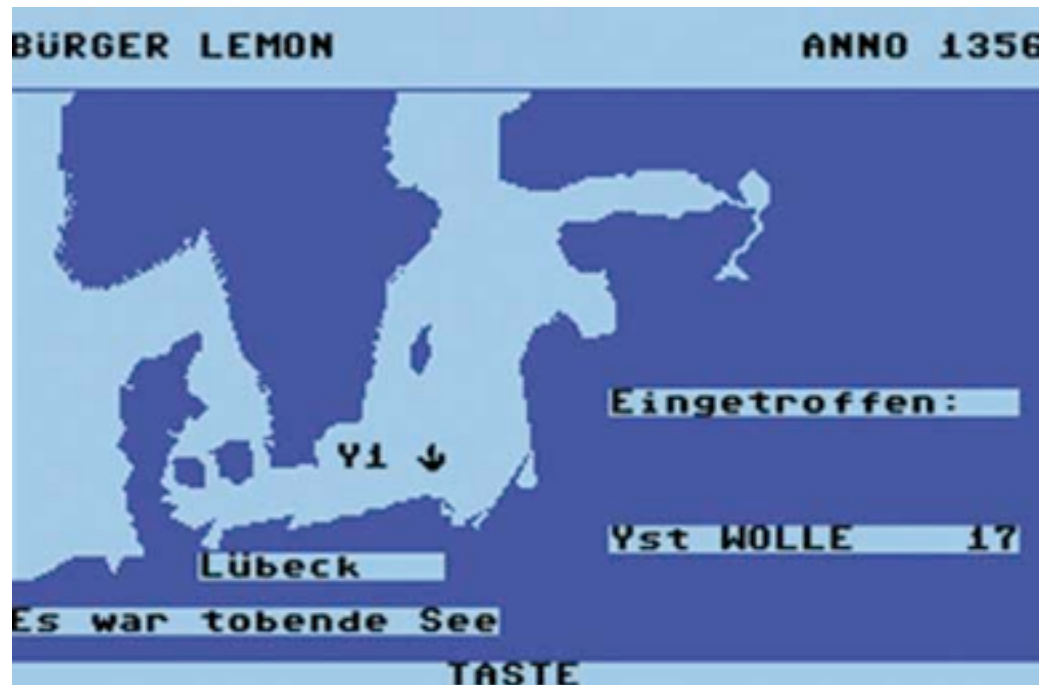 BüRGER LEMON ANNO 1356
Eingetroffen:
Y1
Yst WOLLE 17
Lübeck
Es war tobende See
TASTE